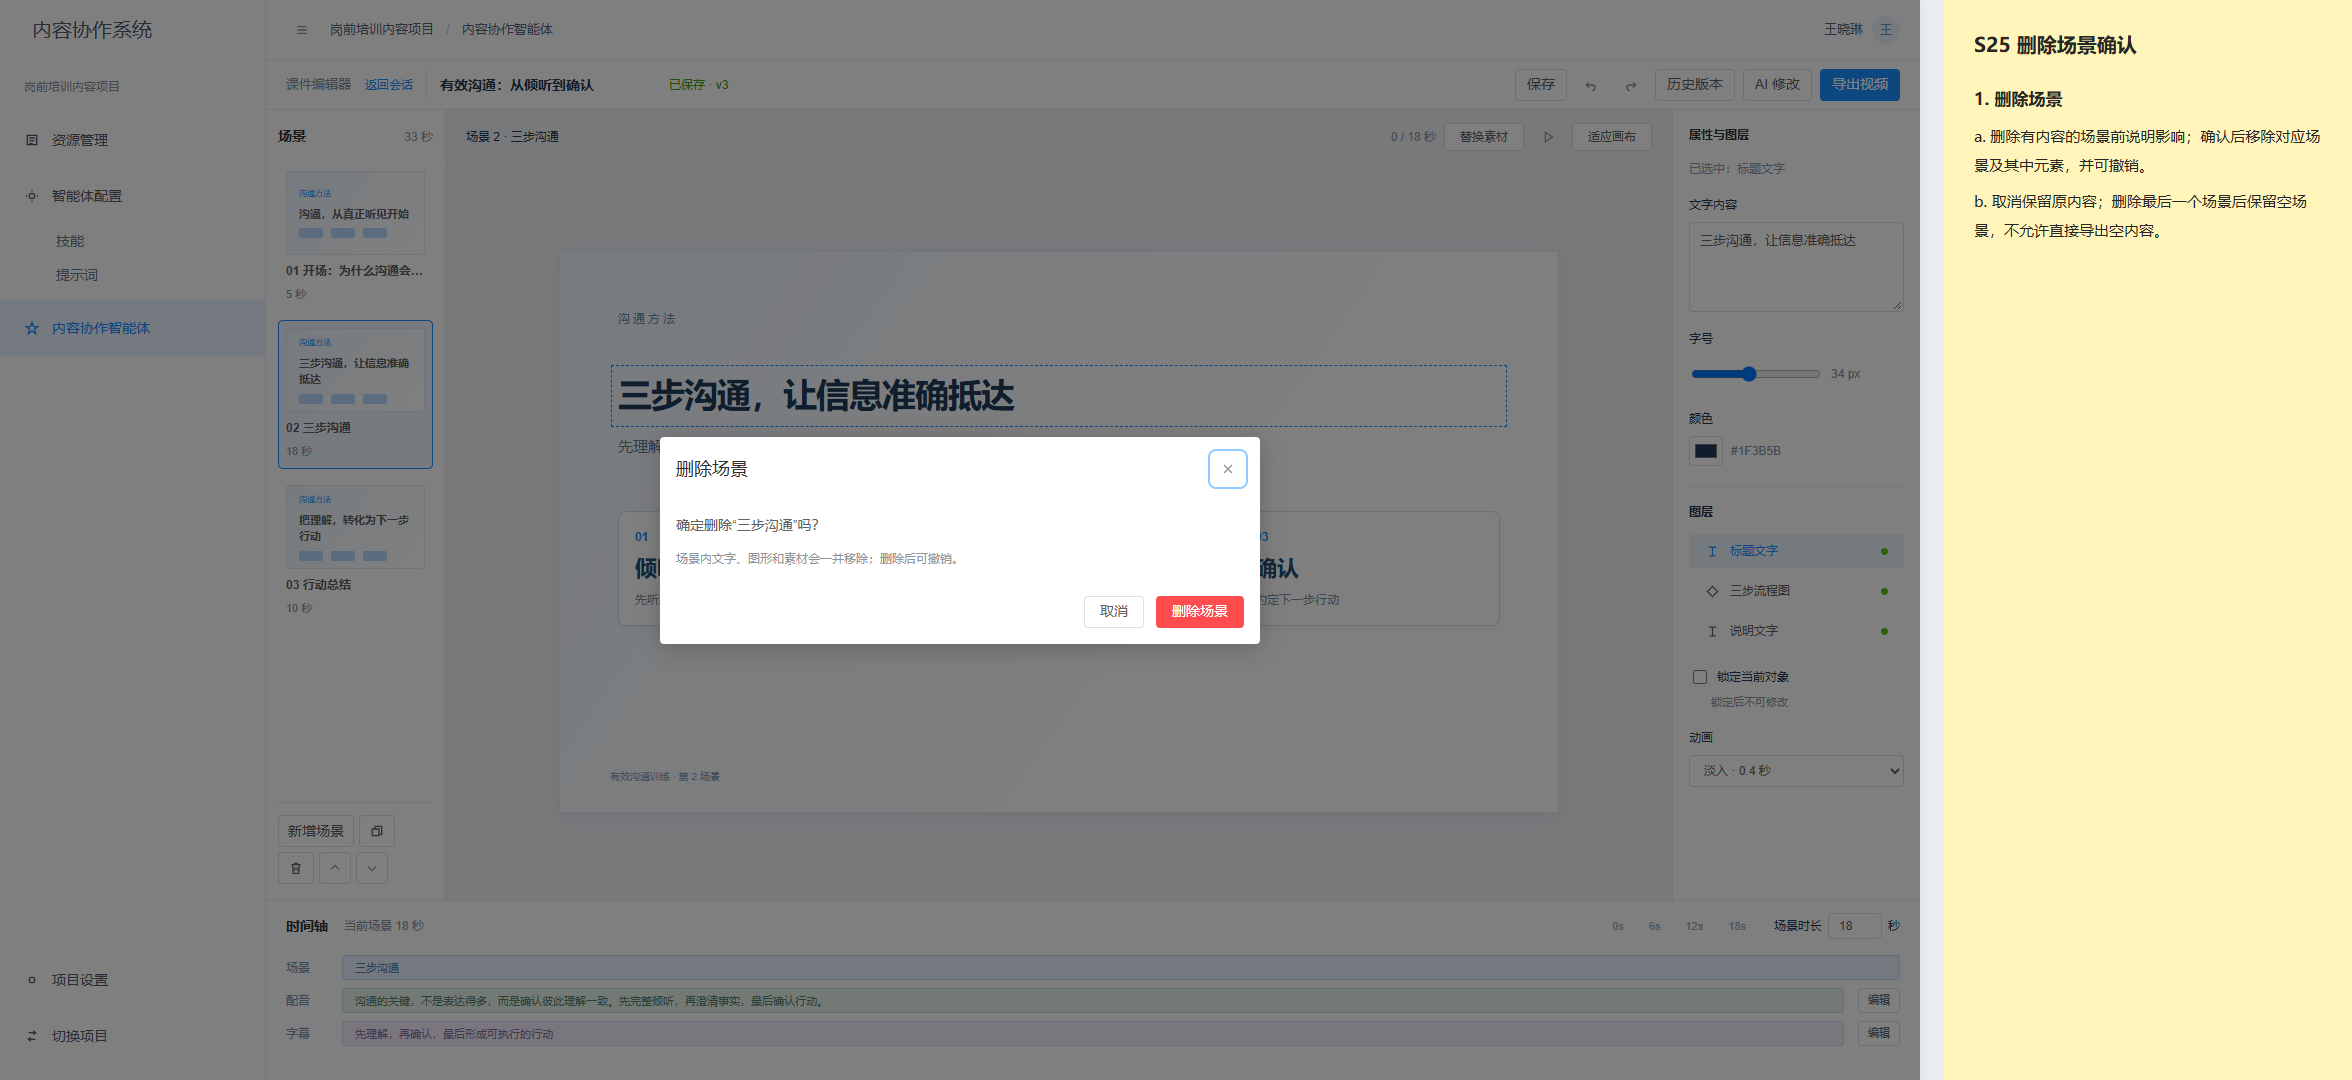 内容协作系统
岗前培训内容项目
资源管理
智能体配置
技能
提示词
内容协作智能体
项目设置
切换项目
岗前培训内容项目 / 内容协作智能体
王晓琳 王
课件编辑器 返回会话 有效沟通：从倾听到确认 已保存 · v3
保存 历史版本 AI 修改 导出视频
场景 33 秒
沟通方法
沟通，从真正听见开始
01 开场：为什么沟通会...
5 秒
沟通方法
三步沟通，让信息准确
抵达
02 三步沟通
18 秒
沟通方法
把理解，转化为下一步
行动
03 行动总结
10 秒
新增场景
场景 2 · 三步沟通 0 / 18 秒 替换素材 适应画布
沟通方法
三步沟通，让信息准确抵达
先理解
01
倾
先听
03
确认
约定下一步行动
有效沟通训练 · 第 2 场景
删除场景
确定删除“三步沟通”吗？
场景内文字、图形和素材会一并移除；删除后可撤销。
取消 删除场景
属性与图层
已选中：标题文字
文字内容
三步沟通，让信息准确抵达
字号
34 px
颜色
#1F3B5B
图层
标题文字
三步流程图
说明文字
锁定当前对象
锁定后不可修改
动画
淡入 · 0.4 秒
时间轴 当前场景 18 秒 0s 6s 12s 18s 场景时长 18 秒
场景 三步沟通
配音 沟通的关键，不是表达得多，而是确认彼此理解一致。先完整倾听，再澄清事实，最后确认行动。 编辑
字幕 先理解，再确认，最后形成可执行的行动 编辑
S25 删除场景确认
1. 删除场景
a. 删除有内容的场景前说明影响；确认后移除对应场
景及其中元素，并可撤销。
b. 取消保留原内容；删除最后一个场景后保留空场
景，不允许直接导出空内容。